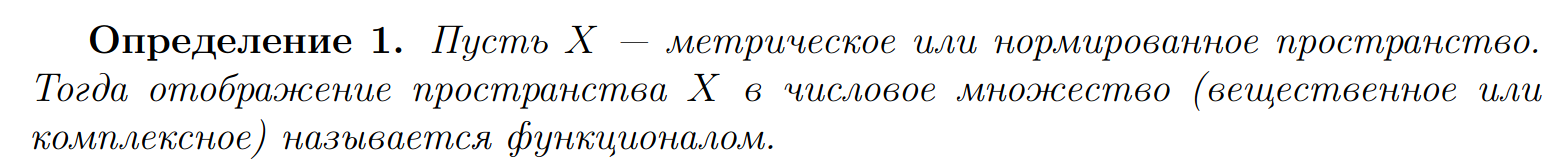 Определение 1. Пусть X — метрическое или нормированное пространство.
Тогда отображение пространства X в числовое множество (вещественное или
комплексное) называется функционалом.